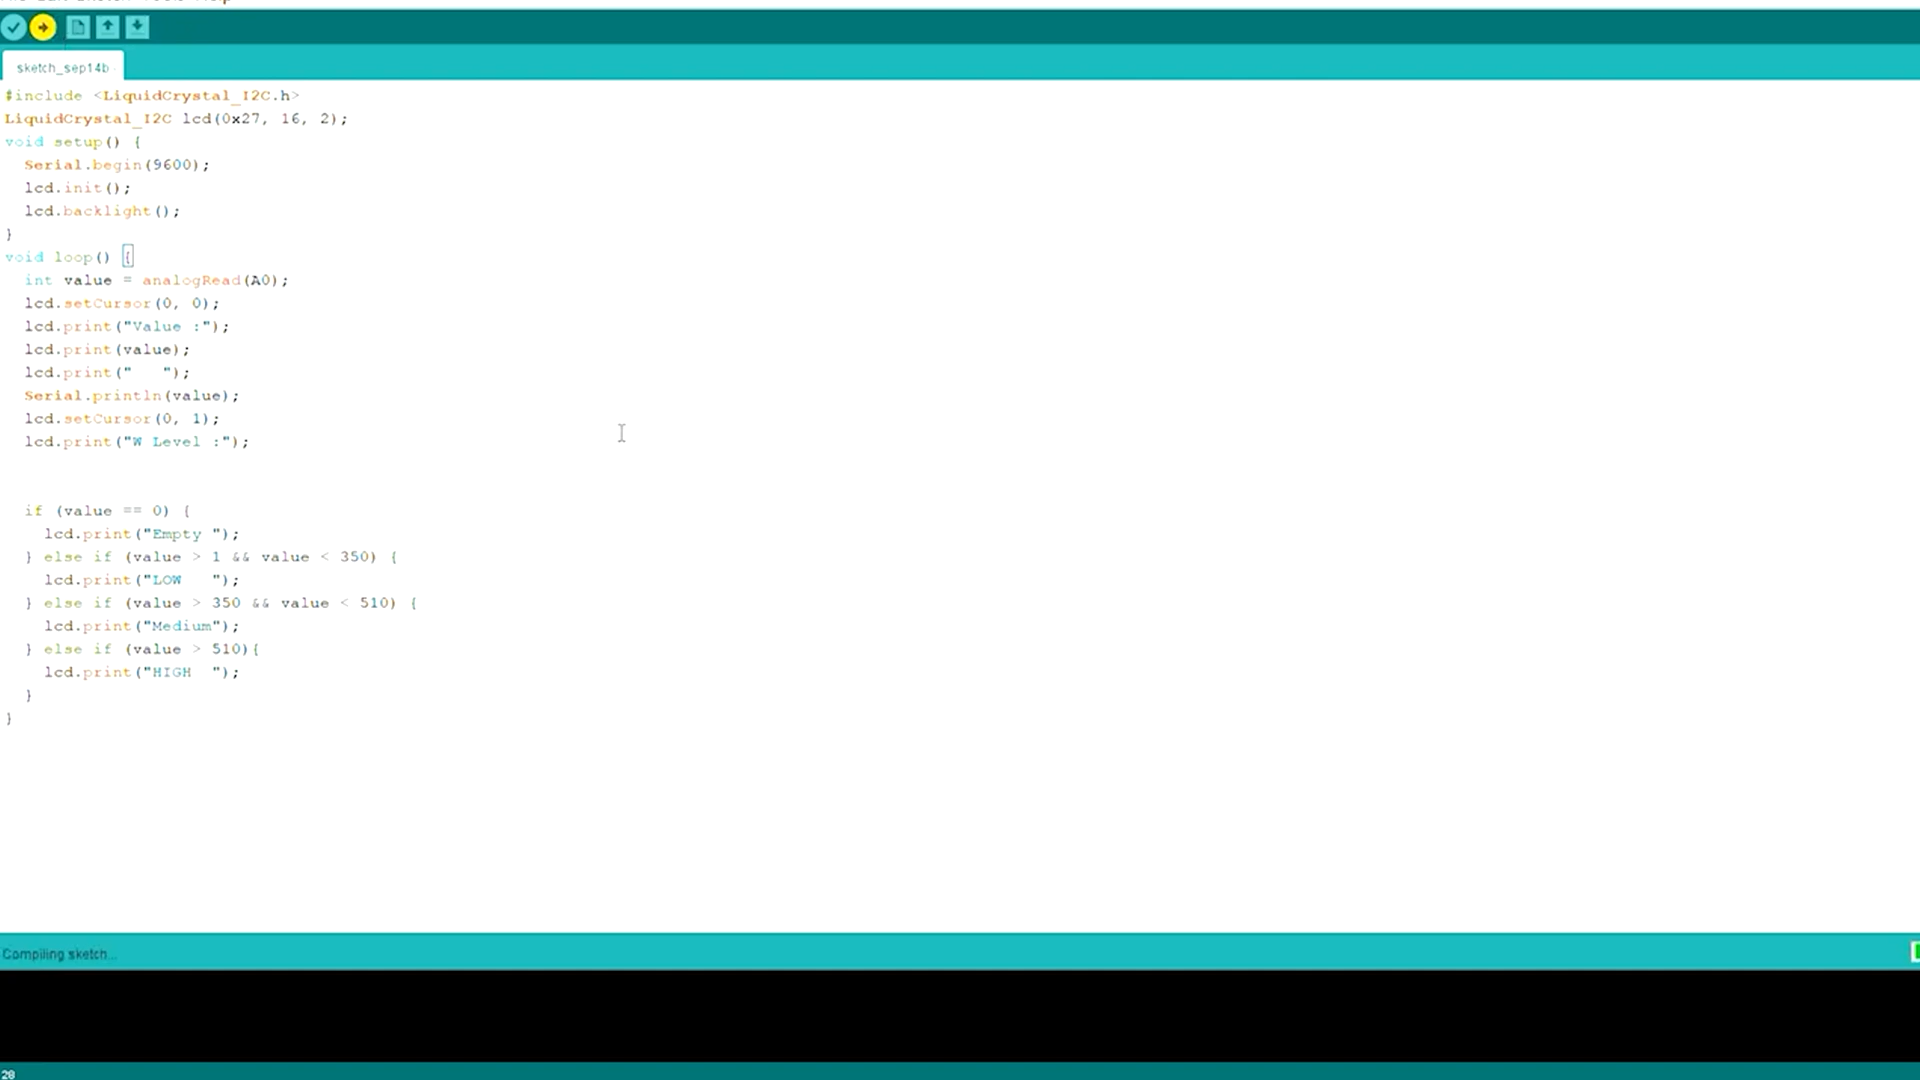 sketch_sep14b
#include <LiquidCrystal_I2C.h>
LiquidCrystal_I2C lcd(0x27, 16, 2);
void setup() {
  Serial.begin(9600);
  lcd.init();
  lcd.backlight();
}
void loop() {
  int value = analogRead(A0);
  lcd.setCursor(0, 0);
  lcd.print("Value :");
  lcd.print(value);
  lcd.print("   ");
  Serial.println(value);
  lcd.setCursor(0, 1);
  lcd.print("W Level :");
  if (value == 0) {
    lcd.print("Empty ");
  } else if (value > 1 && value < 350) {
    lcd.print("LOW   ");
  } else if (value > 350 && value < 510) {
    lcd.print("Medium");
  } else if (value > 510){
    lcd.print("HIGH  ");
  }
}
Compiling sketch...
28